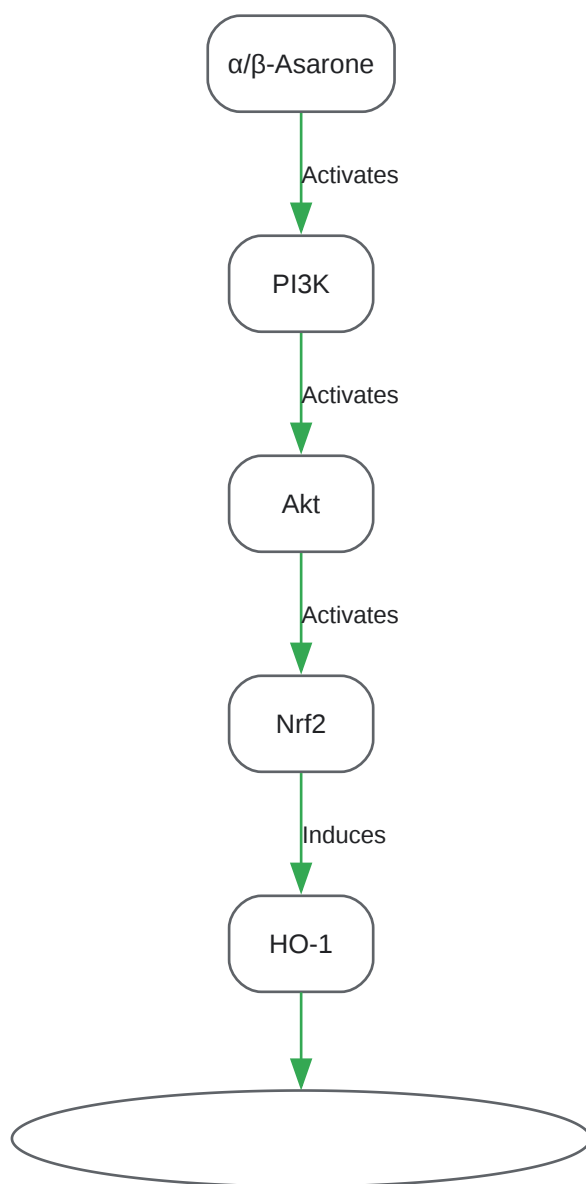 α/β-Asarone
Activates
PI3K
Activates
Akt
Activates
Nrf2
Induces
HO-1